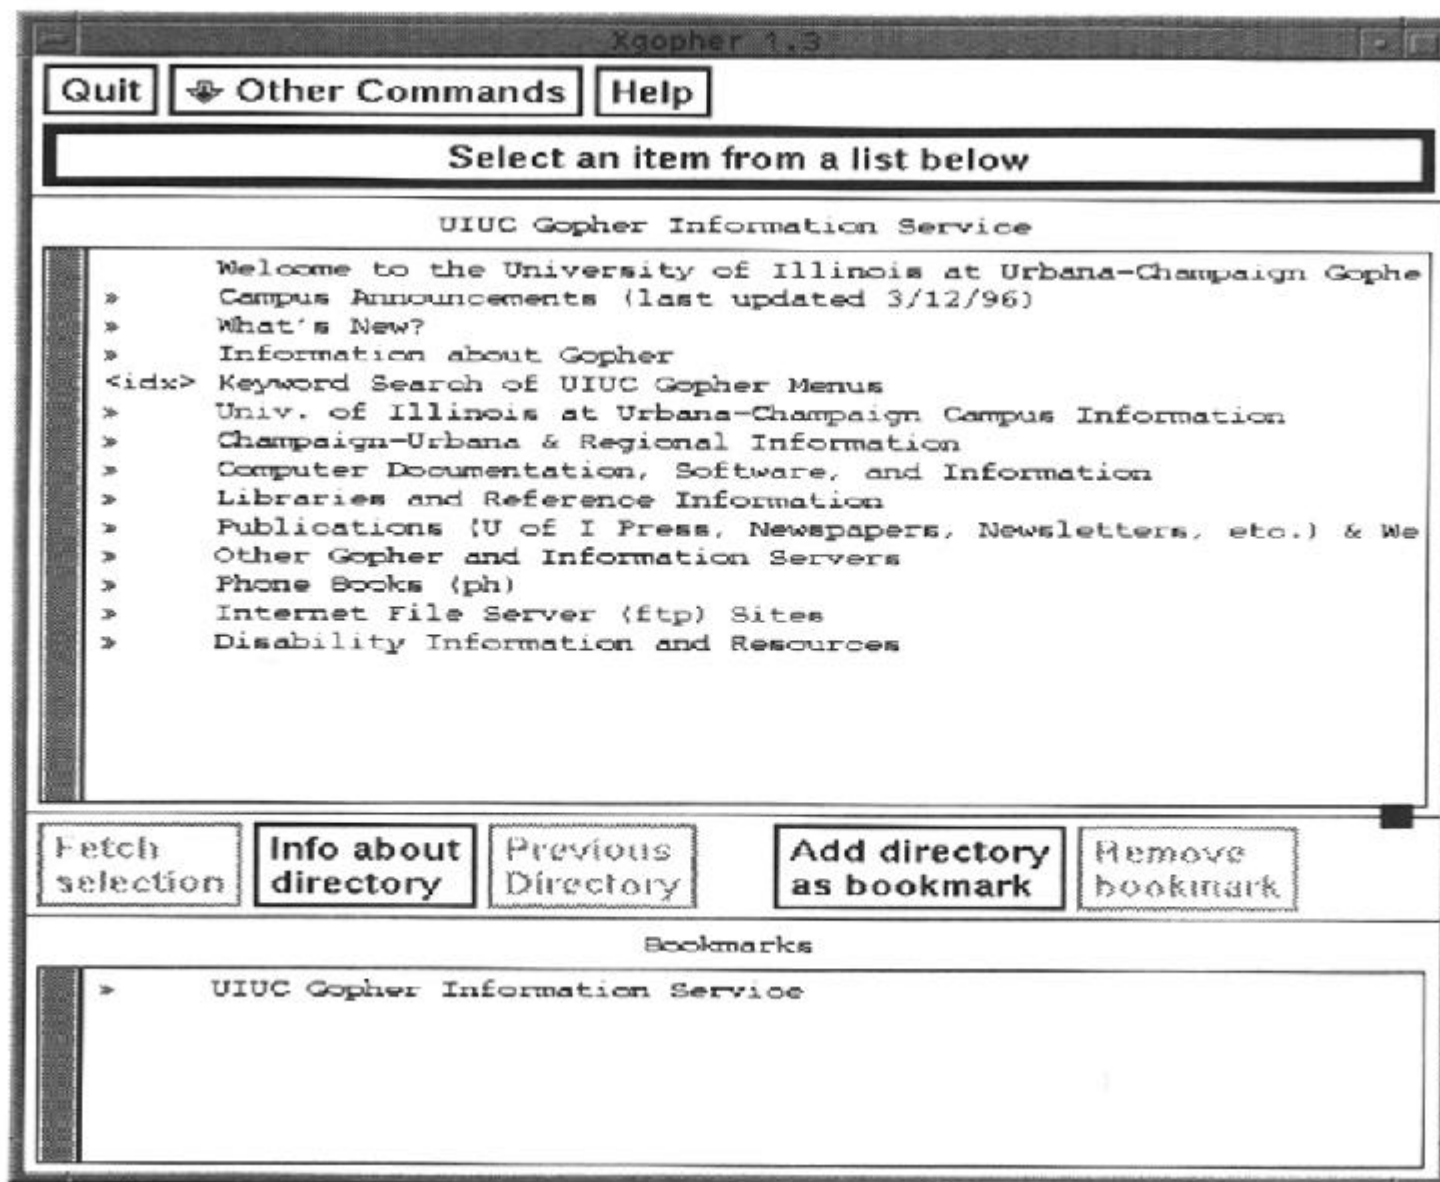 Xgopher 1.3
Quit Other Commands Help
Select an item from a list below
UIUC Gopher Information Service
Welcome to the University of Illinois at Urbana-Champaign Gophe
» Campus Announcements (last updated 3/12/96)
» What's New?
» Information about Gopher
<idx> Keyword Search of UIUC Gopher Menus
» Univ. of Illinois at Urbana-Champaign Campus Information
» Champaign-Urbana & Regional Information
» Computer Documentation, Software, and Information
» Libraries and Reference Information
» Publications (U of I Press, Newspapers, Newsletters, etc.) & We
» Other Gopher and Information Servers
» Phone Books (ph)
» Internet File Server (ftp) Sites
» Disability Information and Resources
Fetch
selection
Info about
directory
Previous
Directory
Add directory
as bookmark
Remove
bookmark
Bookmarks
» UIUC Gopher Information Service